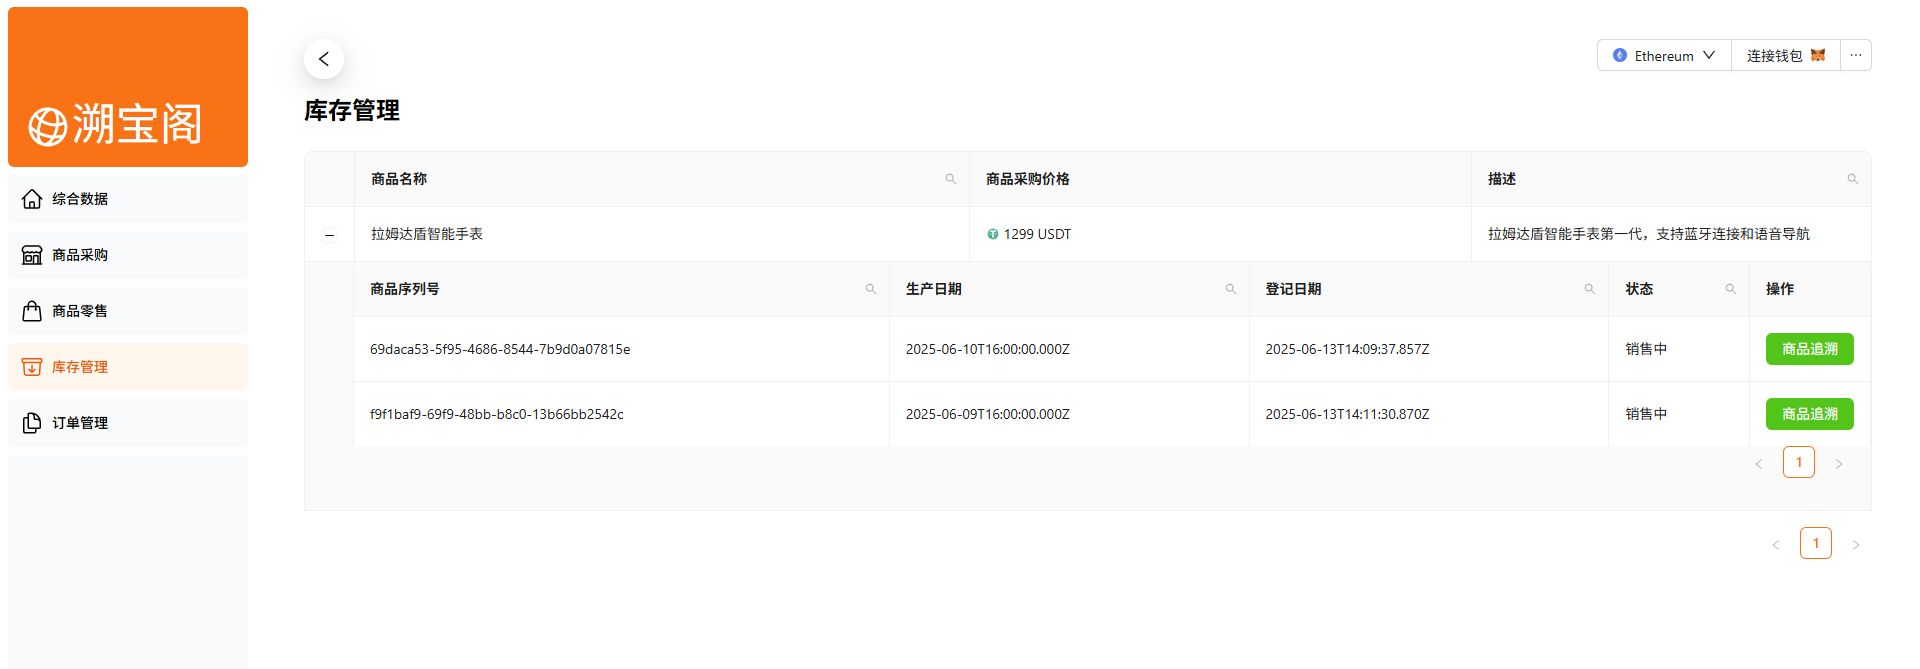 溯宝阁
综合数据
商品采购
商品零售
库存管理
订单管理
Ethereum 连接钱包 ···
库存管理
商品名称 商品采购价格 描述
拉姆达盾智能手表 1299 USDT 拉姆达盾智能手表第一代，支持蓝牙连接和语音导航
商品序列号 生产日期 登记日期 状态 操作
69daca53-5f95-4686-8544-7b9d0a07815e 2025-06-10T16:00:00.000Z 2025-06-13T14:09:37.857Z 销售中 商品追溯
f9f1baf9-69f9-48bb-b8c0-13b66bb2542c 2025-06-09T16:00:00.000Z 2025-06-13T14:11:30.870Z 销售中 商品追溯
1
1